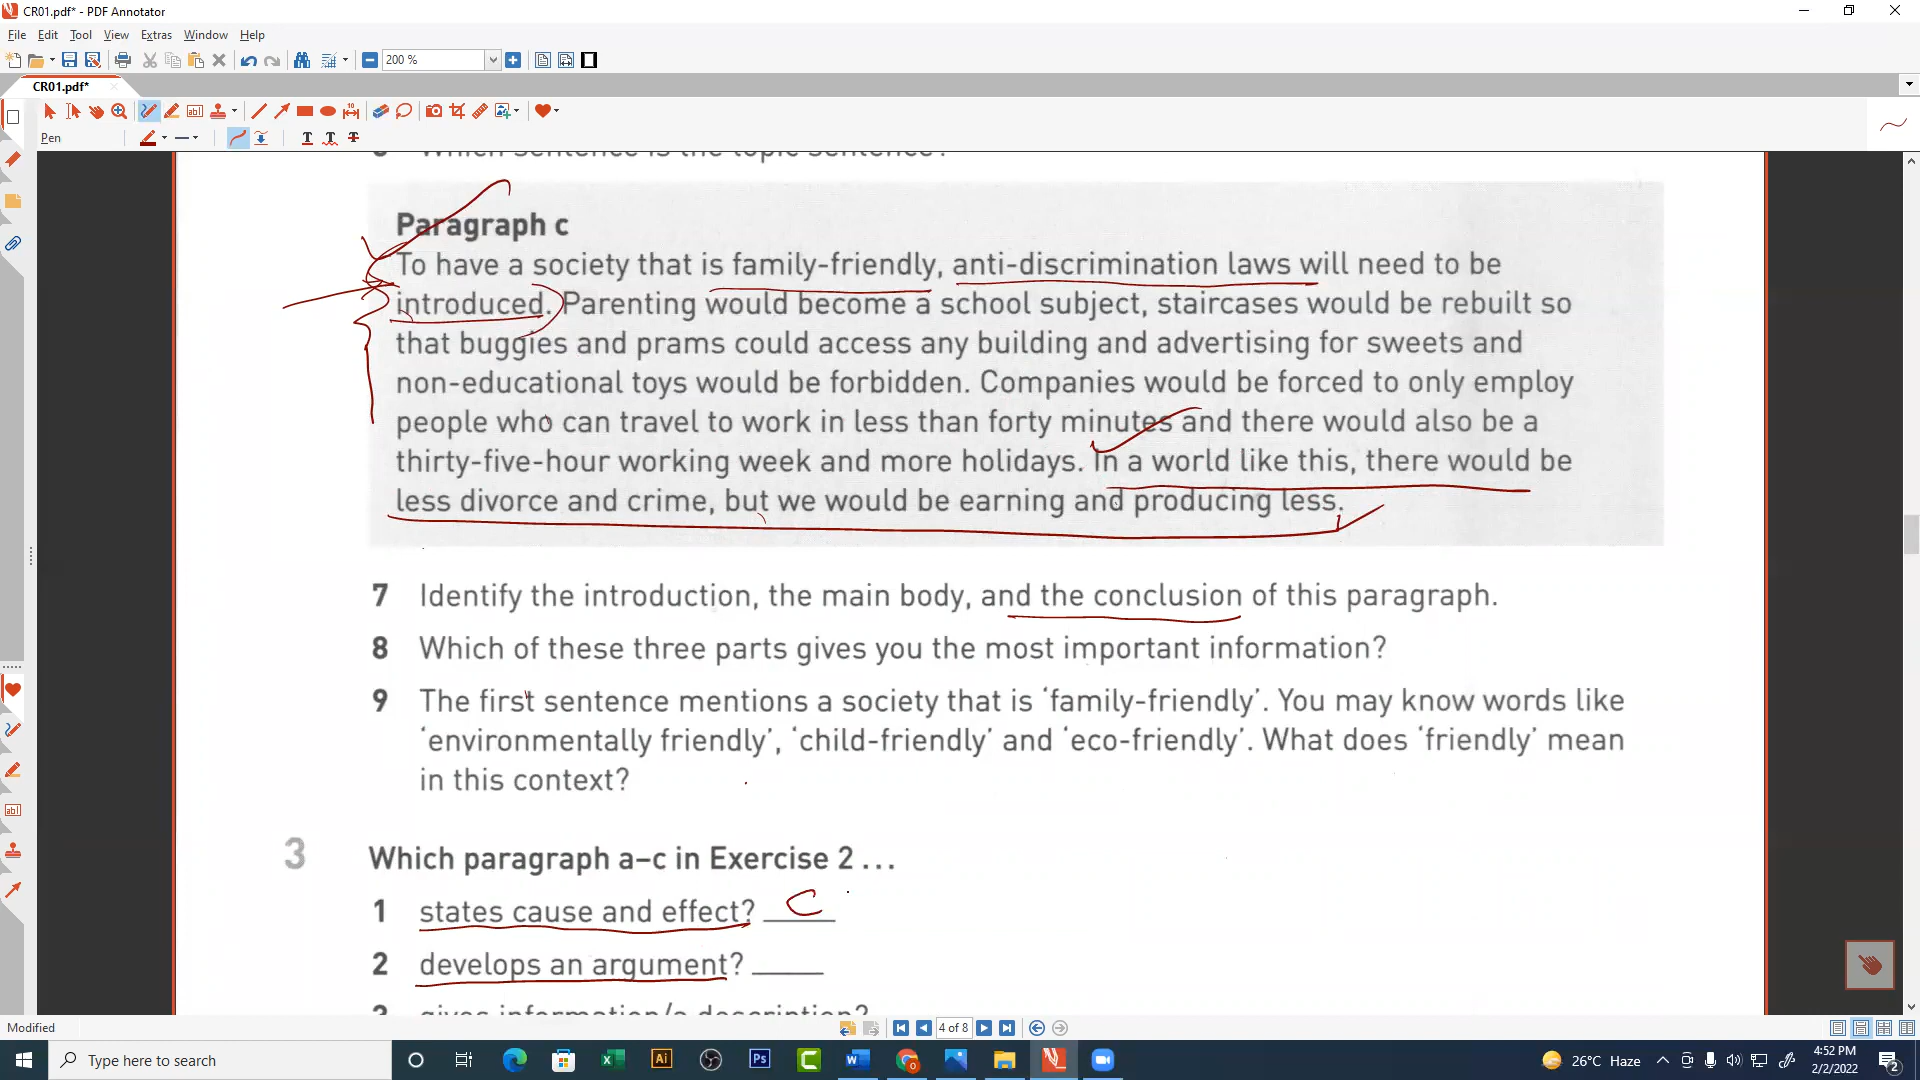 CR01.pdf* - PDF Annotator
File Edit Tool View Extras Window Help
200 %
CR01.pdf*
Pen
Which sentence is the topic sentence?
Paragraph c
To have a society that is family-friendly, anti-discrimination laws will need to be
introduced. Parenting would become a school subject, staircases would be rebuilt so
that buggies and prams could access any building and advertising for sweets and
non-educational toys would be forbidden. Companies would be forced to only employ
people who can travel to work in less than forty minutes and there would also be a
thirty-five-hour working week and more holidays. In a world like this, there would be
less divorce and crime, but we would be earning and producing less.
7 Identify the introduction, the main body, and the conclusion of this paragraph.
8 Which of these three parts gives you the most important information?
9 The first sentence mentions a society that is ‘family-friendly’. You may know words like
‘environmentally friendly’, ‘child-friendly’ and ‘eco-friendly’. What does ‘friendly’ mean
in this context?
3 Which paragraph a–c in Exercise 2 ...
1 states cause and effect? C
2 develops an argument?
3 gives information/a description?
Modified
4 of 8
Type here to search
26°C Haze
4:52 PM
2/2/2022